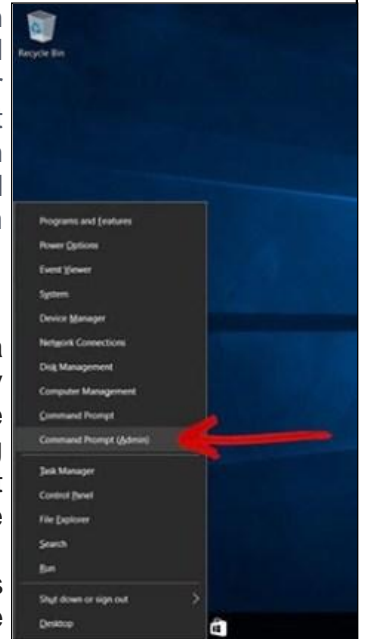 Recycle Bin
Programs and Features
Power Options
Event Viewer
System
Device Manager
Network Connections
Disk Management
Computer Management
Command Prompt
Command Prompt (Admin)
Task Manager
Control Panel
File Explorer
Search
Run
Shut down or sign out
Desktop